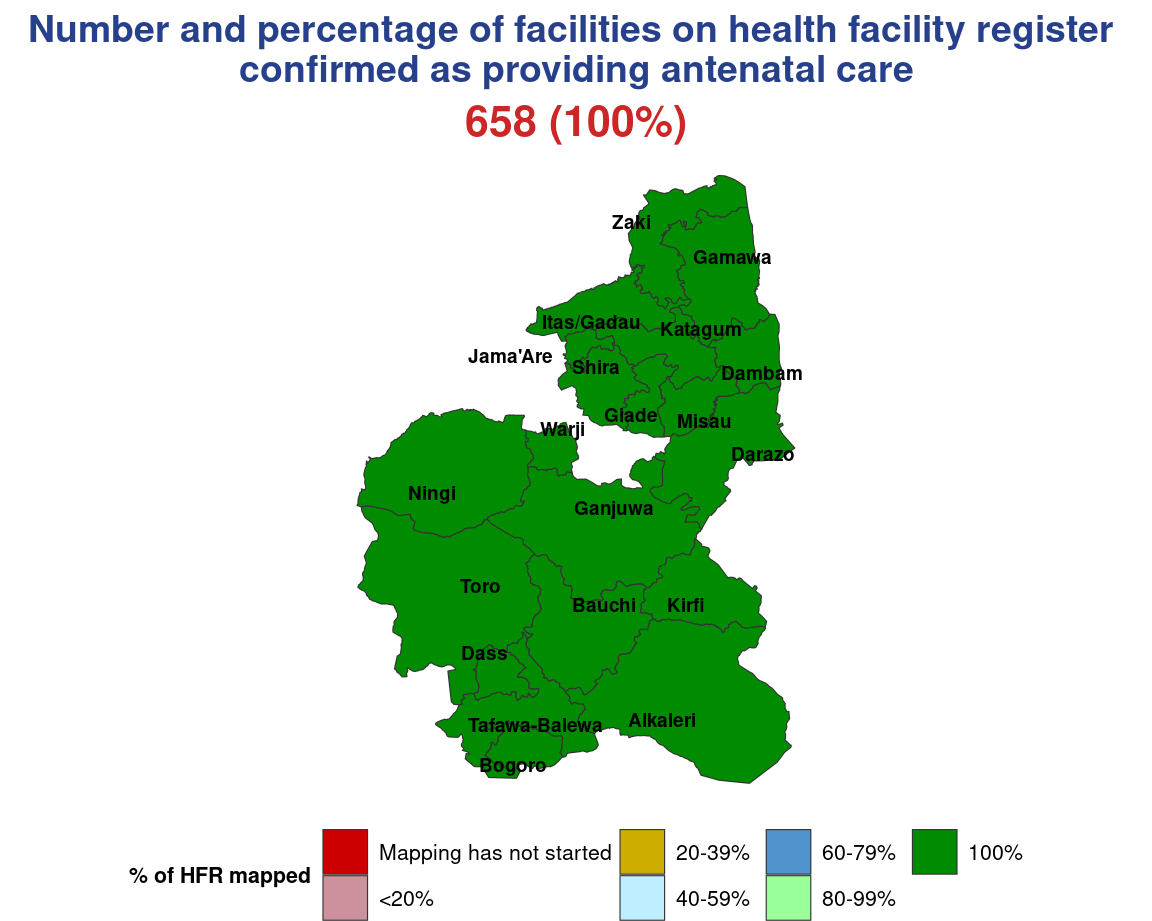 Number and percentage of facilities on health facility register
confirmed as providing antenatal care
658 (100%)
Zaki
Gamawa
Itas/Gadau
Katagum
Jama'Are
Shira
Dambam
Giade
Misau
Warji
Darazo
Ningi
Ganjuwa
Toro
Bauchi
Kirfi
Dass
Alkaleri
Tafawa-Balewa
Bogoro
% of HFR mapped
Mapping has not started
<20%
20-39%
40-59%
60-79%
80-99%
100%